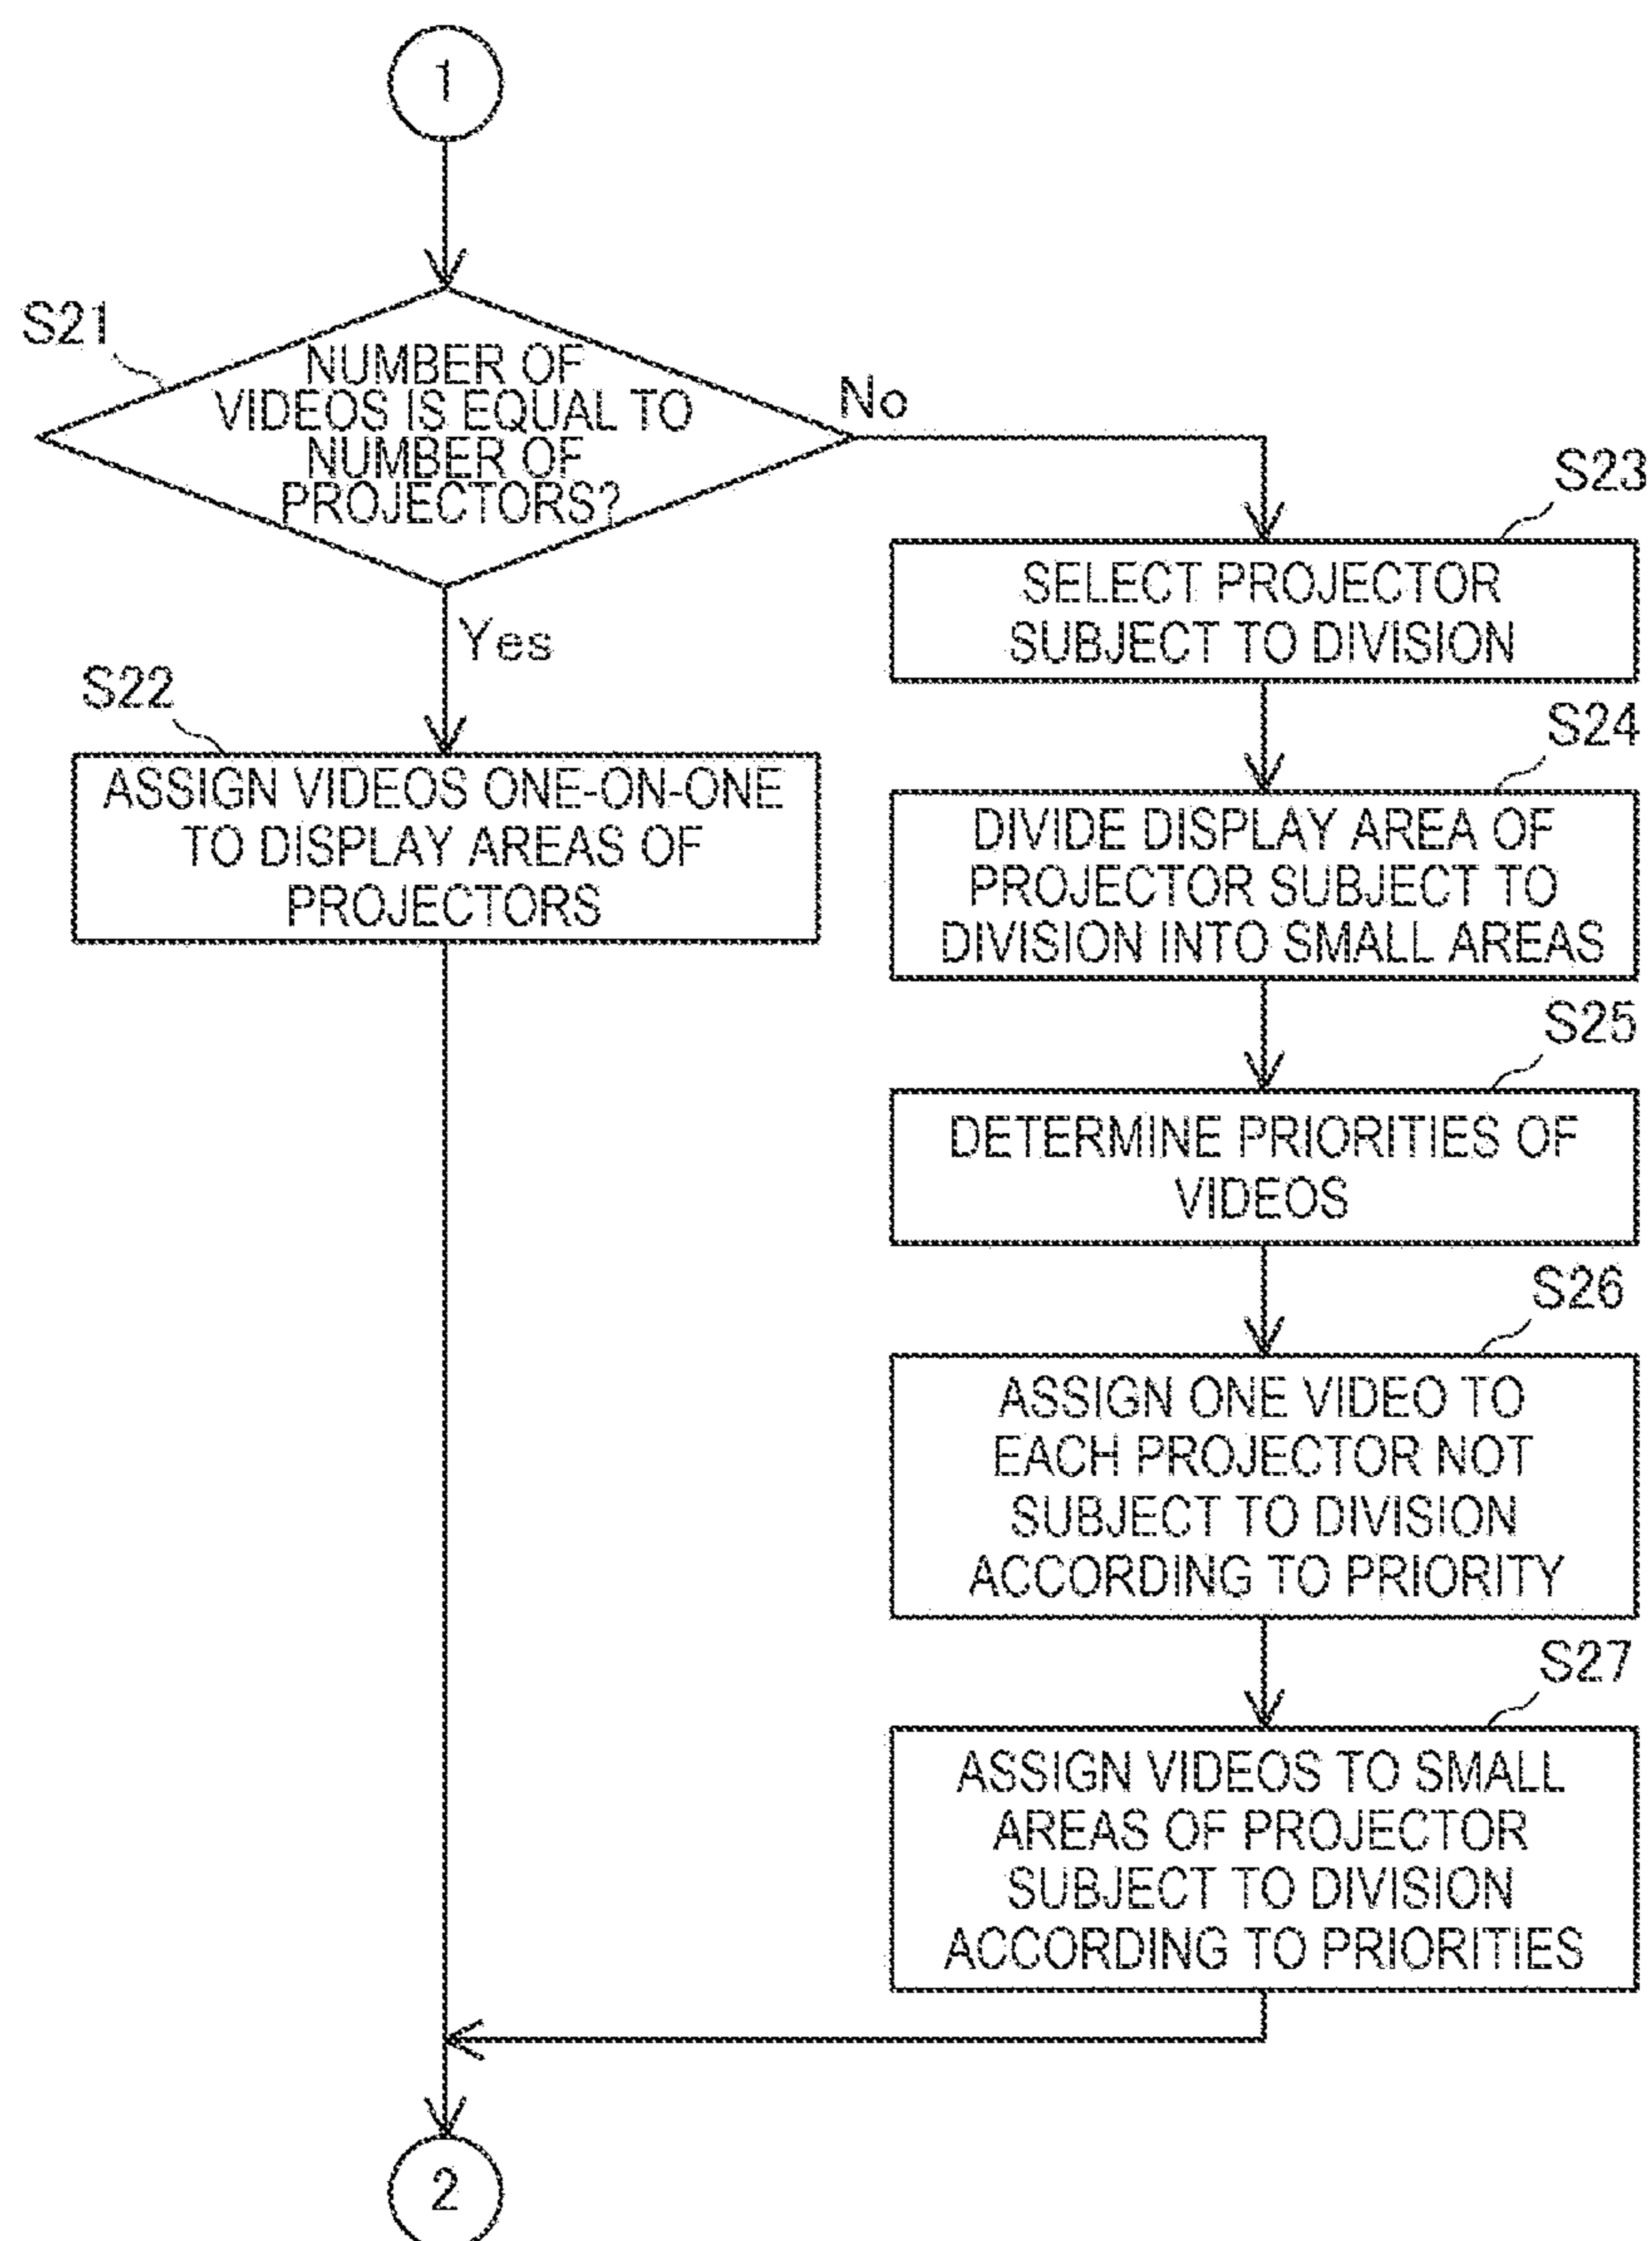 1
S21
NUMBER OF
VIDEOS IS EQUAL TO
NUMBER OF
PROJECTORS?
No
Yes
S22
ASSIGN VIDEOS ONE-ON-ONE
TO DISPLAY AREAS OF
PROJECTORS
S23
SELECT PROJECTOR
SUBJECT TO DIVISION
S24
DIVIDE DISPLAY AREA OF
PROJECTOR SUBJECT TO
DIVISION INTO SMALL AREAS
S25
DETERMINE PRIORITIES OF
VIDEOS
S26
ASSIGN ONE VIDEO TO
EACH PROJECTOR NOT
SUBJECT TO DIVISION
ACCORDING TO PRIORITY
S27
ASSIGN VIDEOS TO SMALL
AREAS OF PROJECTOR
SUBJECT TO DIVISION
ACCORDING TO PRIORITIES
2